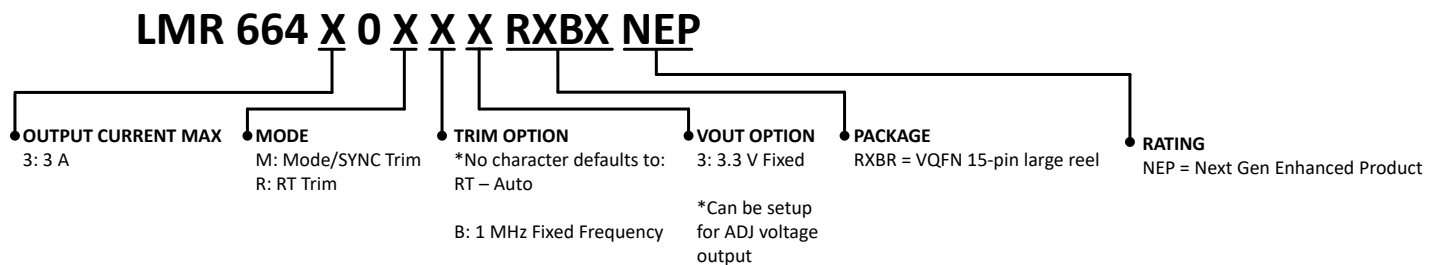 LMR 664 X 0 X X X RXBX NEP
OUTPUT CURRENT MAX
3: 3 A
MODE
M: Mode/SYNC Trim
R: RT Trim
TRIM OPTION
*No character defaults to:
RT – Auto
B: 1 MHz Fixed Frequency
VOUT OPTION
3: 3.3 V Fixed
*Can be setup
for ADJ voltage
output
PACKAGE
RXBR = VQFN 15-pin large reel
RATING
NEP = Next Gen Enhanced Product